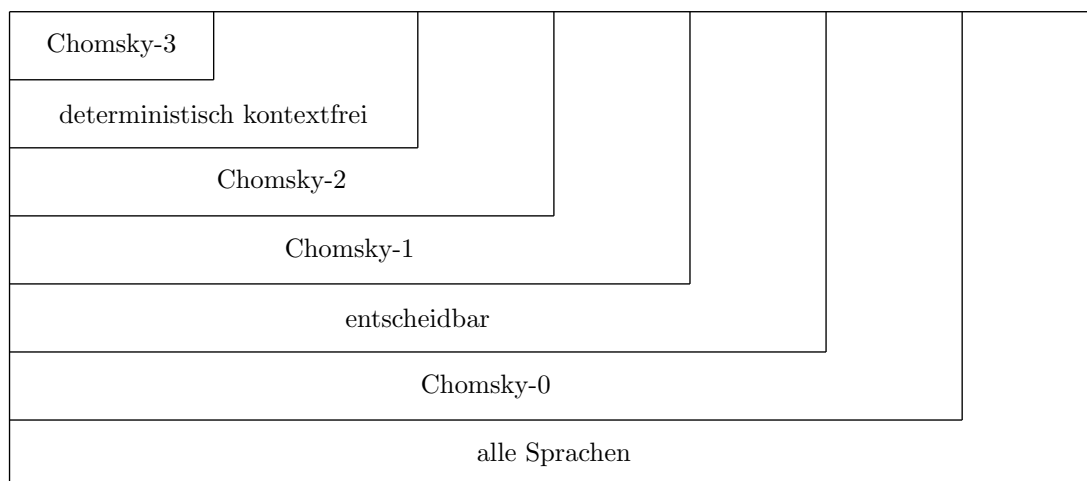 Chomsky-3
deterministisch kontextfrei
Chomsky-2
Chomsky-1
entscheidbar
Chomsky-0
alle Sprachen